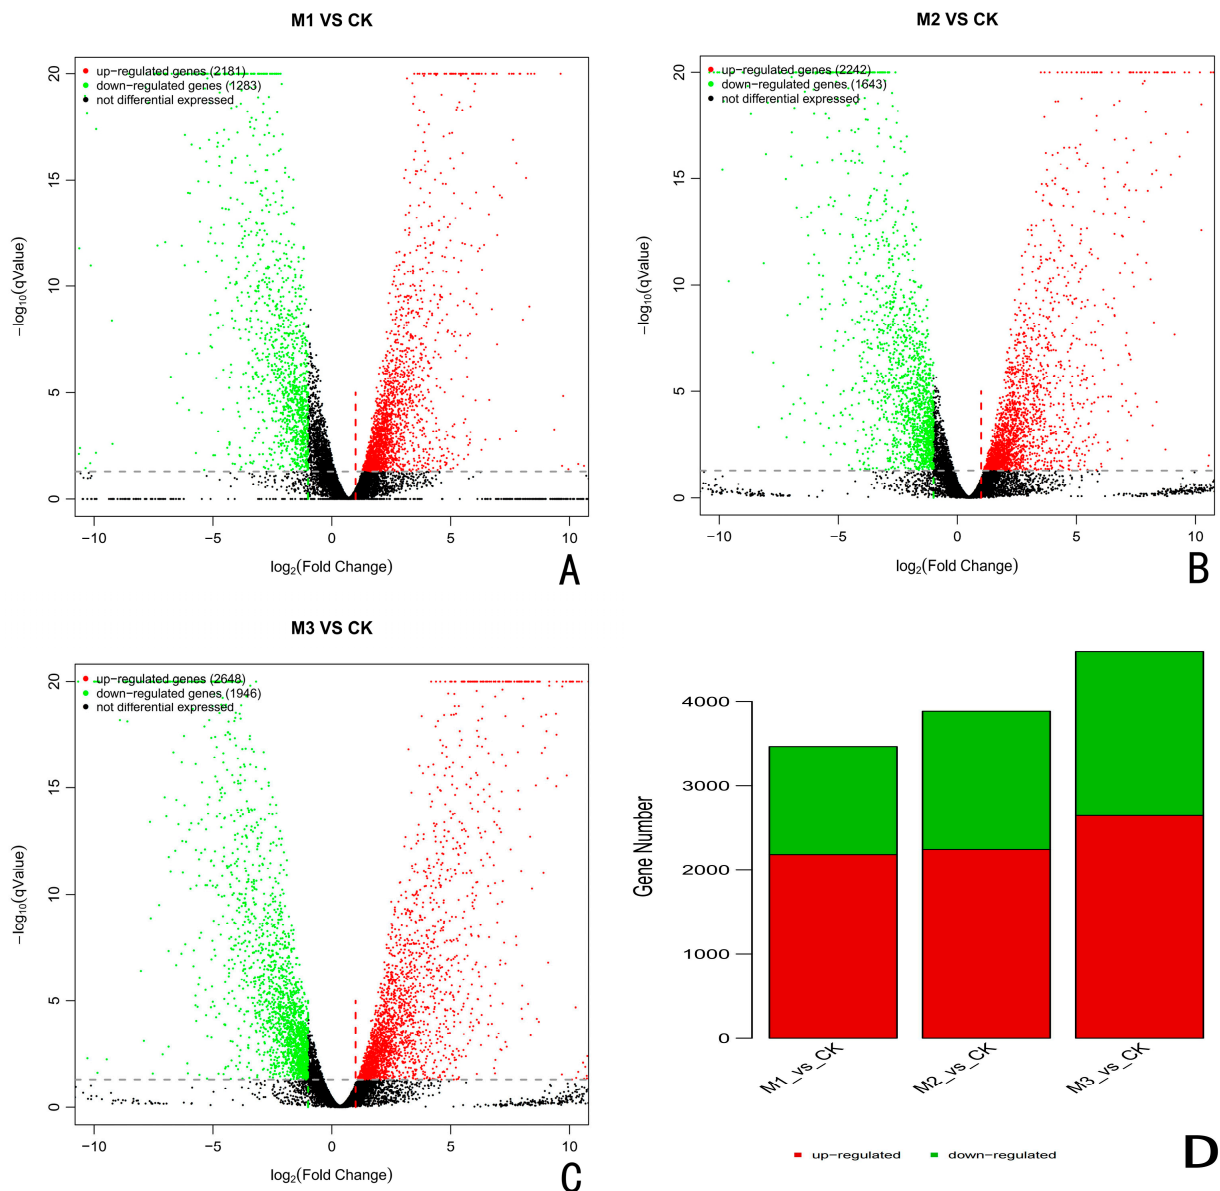 M1 VS CK
up-regulated genes (2181)
down-regulated genes (1283)
not differential expressed
20
15
10
5
0
-log10(qValue)
-10 -5 0 5 10
log2(Fold Change)
A
M2 VS CK
up-regulated genes (2242)
down-regulated genes (1643)
not differential expressed
20
15
10
5
0
-log10(qValue)
-10 -5 0 5 10
log2(Fold Change)
B
M3 VS CK
up-regulated genes (2648)
down-regulated genes (1946)
not differential expressed
20
15
10
5
0
-log10(qValue)
-10 -5 0 5 10
log2(Fold Change)
C
4000
3000
2000
1000
0
Gene Number
M1_vs_CK M2_vs_CK M3_vs_CK
up-regulated down-regulated
D